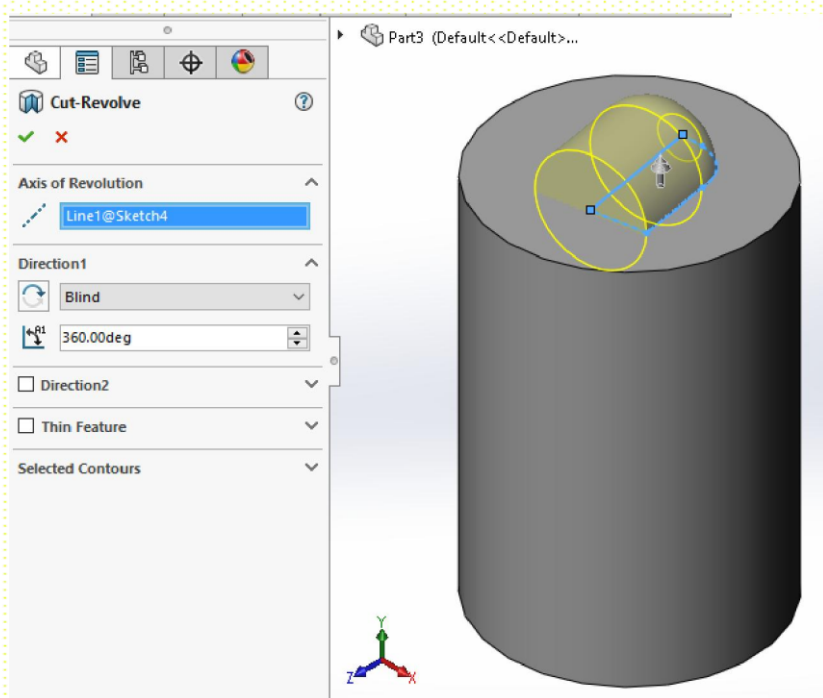 Part3 (Default<<Default>...
Cut-Revolve
Axis of Revolution
Line1@Sketch4
Direction1
Blind
A1
360.00deg
Direction2
Thin Feature
Selected Contours
Y
Z
X